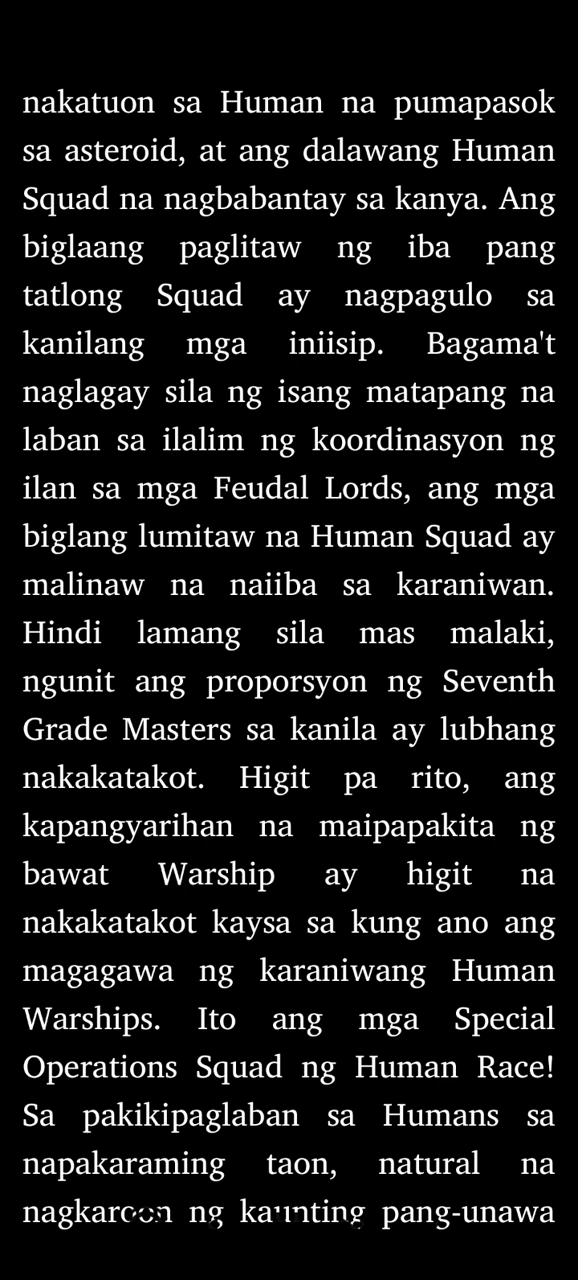 nakatuon sa Human na pumapasok
sa asteroid, at ang dalawang Human
Squad na nagbabantay sa kanya. Ang
biglaang paglitaw ng iba pang
tatlong Squad ay nagpagulo sa
kanilang mga iniisip. Bagama't
naglagay sila ng isang matapang na
laban sa ilalim ng koordinasyon ng
ilan sa mga Feudal Lords, ang mga
biglang lumitaw na Human Squad ay
malinaw na naiiba sa karaniwan.
Hindi lamang sila mas malaki,
ngunit ang proporsyon ng Seventh
Grade Masters sa kanila ay lubhang
nakakatakot. Higit pa rito, ang
kapangyarihan na maipapakita ng
bawat Warship ay higit na
nakakatakot kaysa sa kung ano ang
magagawa ng karaniwang Human
Warships. Ito ang mga Special
Operations Squad ng Human Race!
Sa pakikipaglaban sa Humans sa
napakaraming taon, natural na
nagkaroon ng kaunting pang-unawa